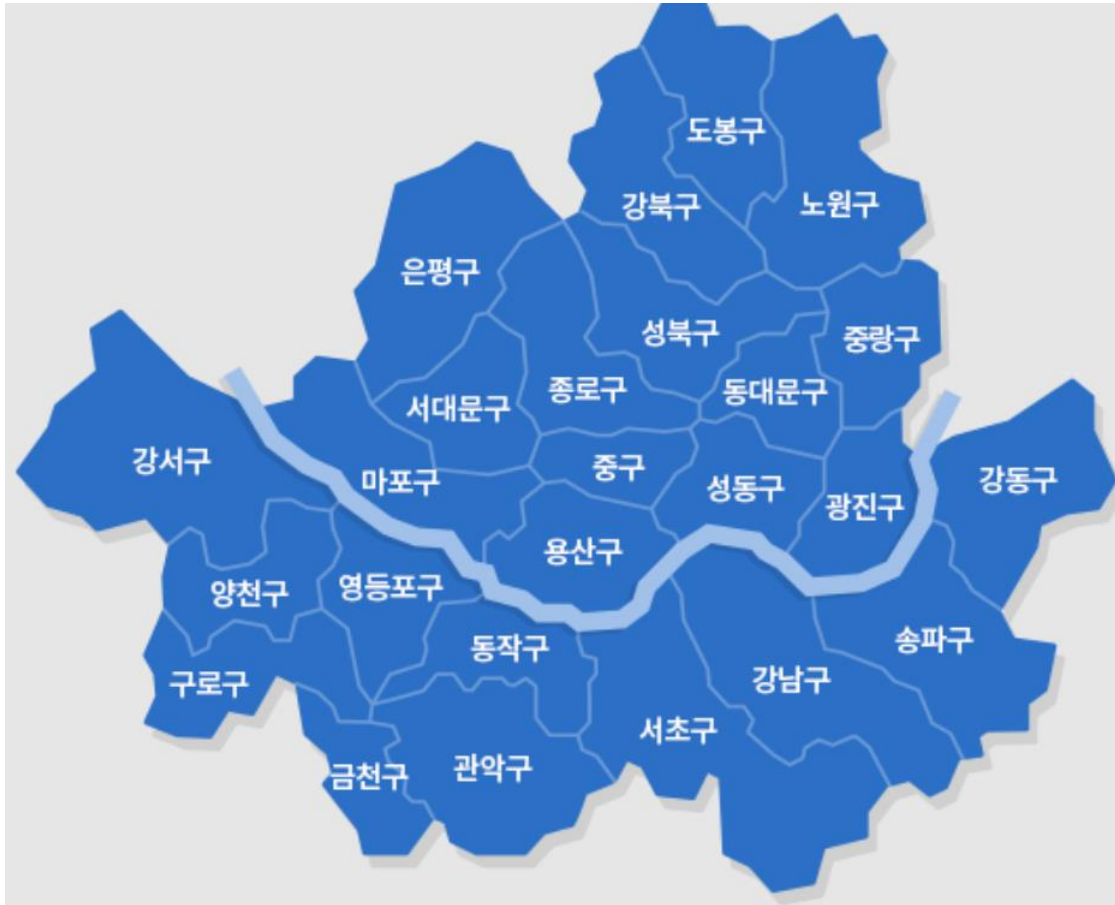 도봉구
노원구
강북구
은평구
성북구
중랑구
종로구
동대문구
서대문구
강서구
중구
마포구
성동구
강동구
광진구
용산구
영등포구
양천구
동작구
송파구
구로구
강남구
서초구
관악구
금천구